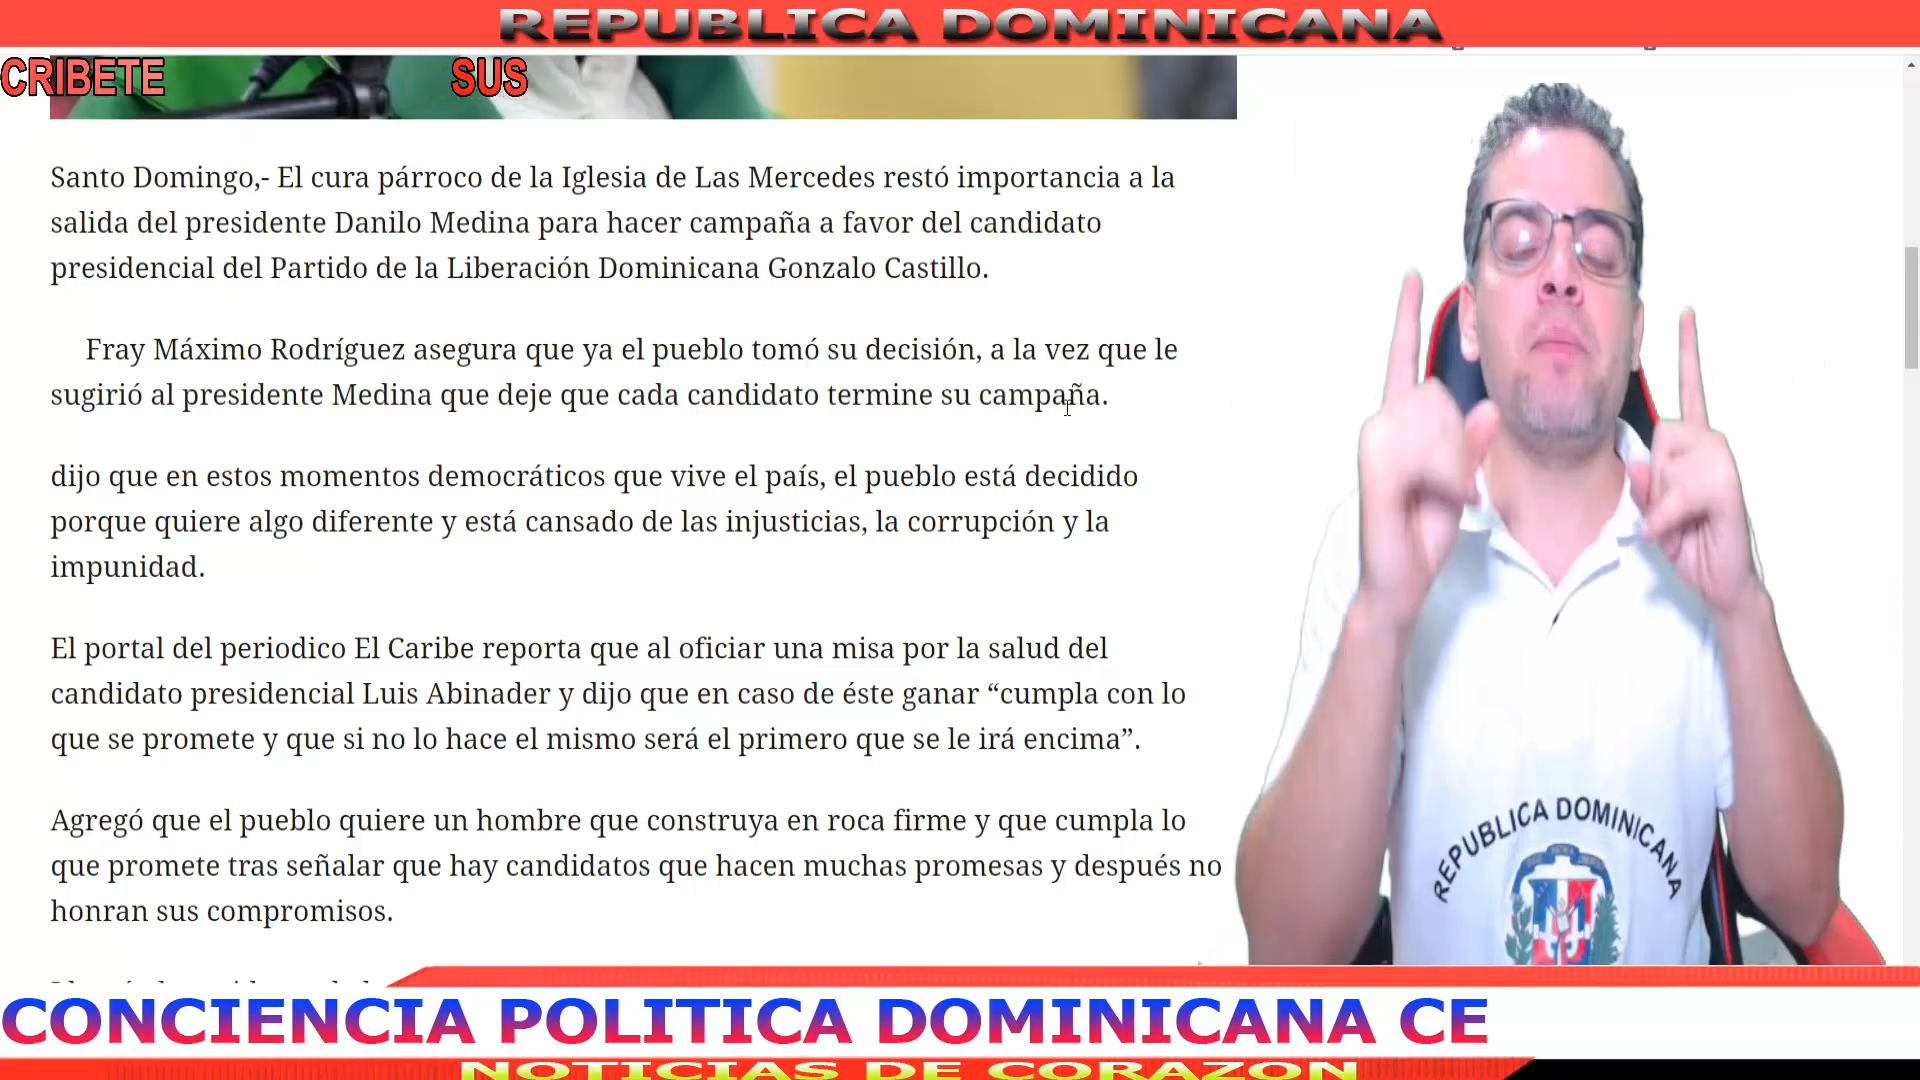 REPUBLICA DOMINICANA
CRIBETE
SUS
Santo Domingo,- El cura párroco de la Iglesia de Las Mercedes restó importancia a la
salida del presidente Danilo Medina para hacer campaña a favor del candidato
presidencial del Partido de la Liberación Dominicana Gonzalo Castillo.
Fray Máximo Rodríguez asegura que ya el pueblo tomó su decisión, a la vez que le
sugirió al presidente Medina que deje que cada candidato termine su campaña.
dijo que en estos momentos democráticos que vive el país, el pueblo está decidido
porque quiere algo diferente y está cansado de las injusticias, la corrupción y la
impunidad.
El portal del periodico El Caribe reporta que al oficiar una misa por la salud del
candidato presidencial Luis Abinader y dijo que en caso de éste ganar “cumpla con lo
que se promete y que si no lo hace el mismo será el primero que se le irá encima”.
Agregó que el pueblo quiere un hombre que construya en roca firme y que cumpla lo
que promete tras señalar que hay candidatos que hacen muchas promesas y después no
honran sus compromisos.
REPUBLICA DOMINICANA
CONCIENCIA POLITICA DOMINICANA CE
NOTICIAS DE CORAZON